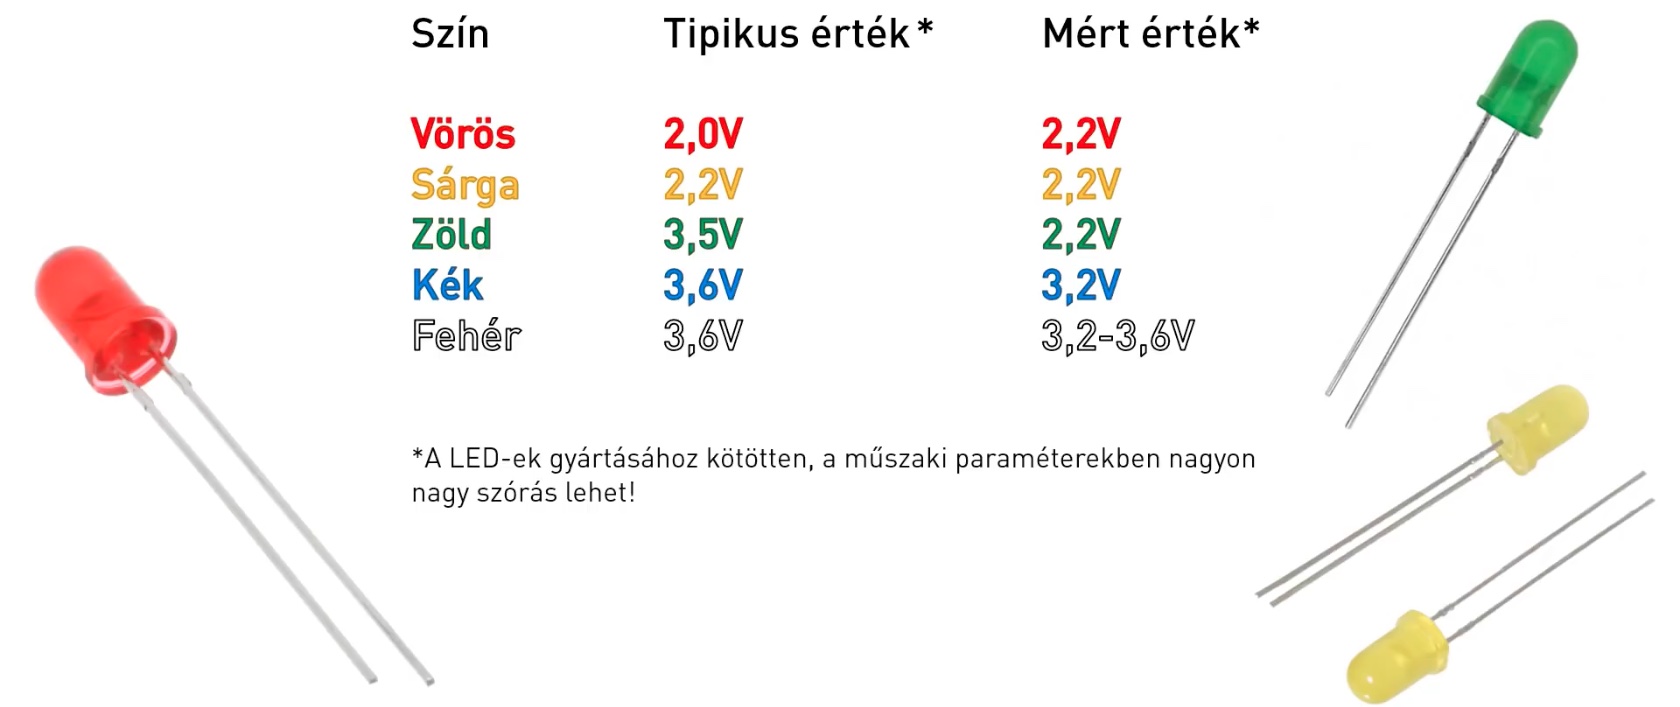 Szín Tipikus érték* Mért érték*
Vörös 2,0V 2,2V
Sárga 2,2V 2,2V
Zöld 3,5V 2,2V
Kék 3,6V 3,2V
Fehér 3,6V 3,2-3,6V
*A LED-ek gyártásához kötötten, a műszaki paraméterekben nagyon
nagy szórás lehet!